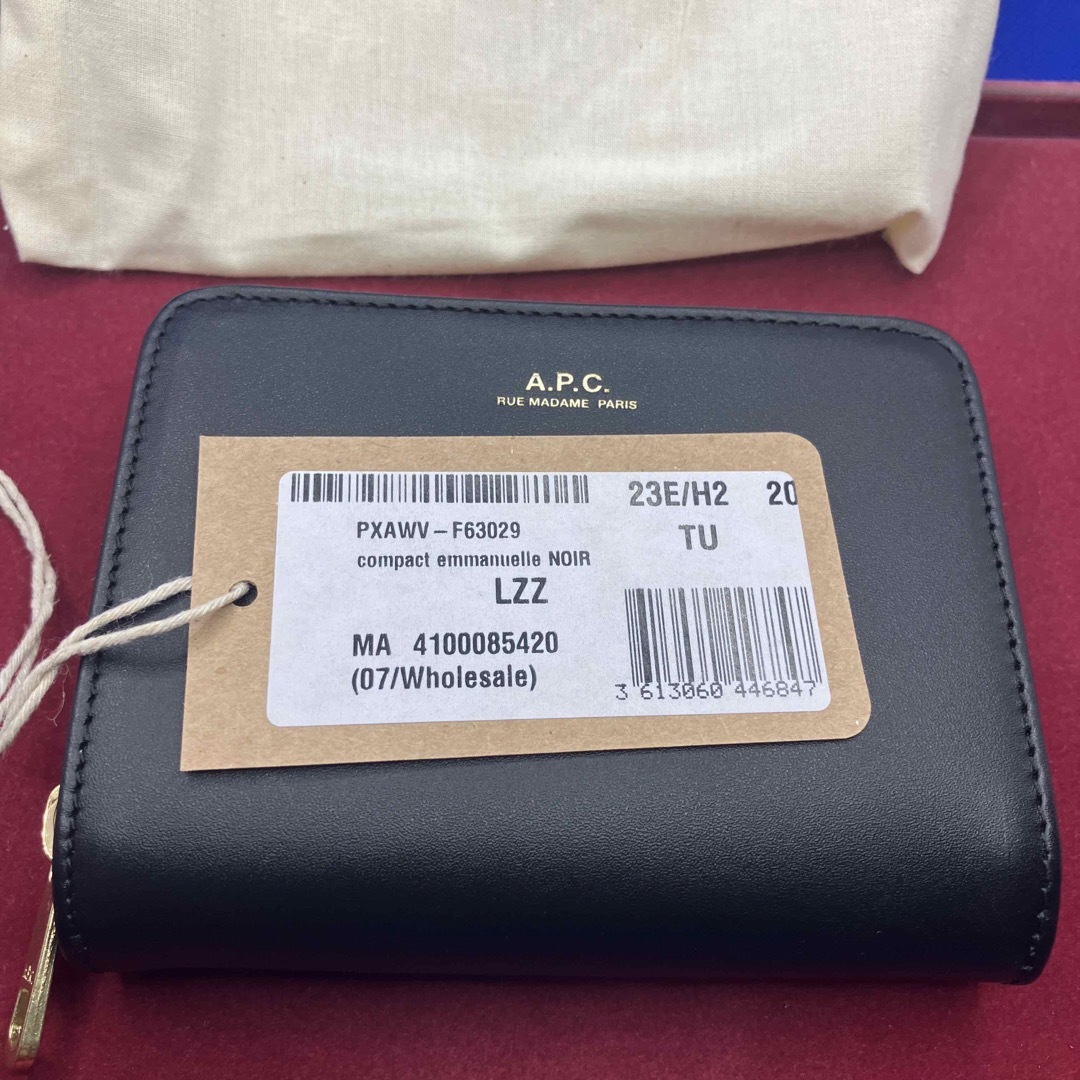 A.P.C.
RUE MADAME PARIS
23E/H2 20
PXAWV-F63029
TU
compact emmanuelle NOIR
LZZ
MA 4100085420
(07/Wholesale)
3 613060 446847